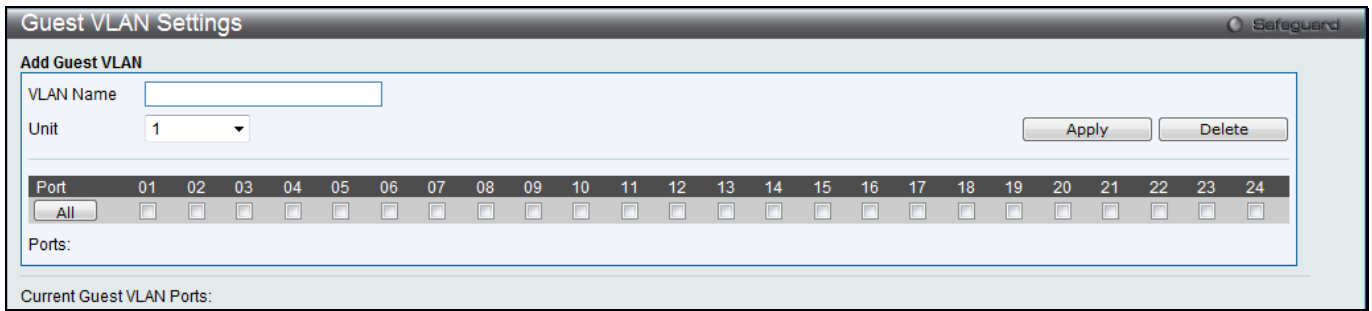 Guest VLAN Settings
Safeguard
Add Guest VLAN
VLAN Name
Unit 1 Apply Delete
Port 01 02 03 04 05 06 07 08 09 10 11 12 13 14 15 16 17 18 19 20 21 22 23 24
All
Ports:
Current Guest VLAN Ports: